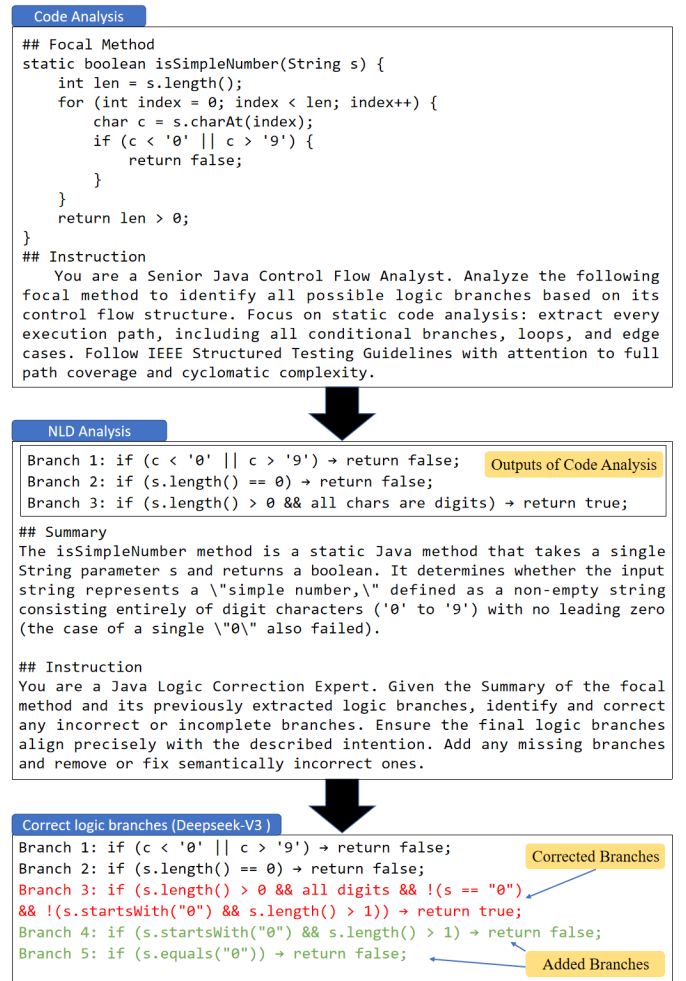 Code Analysis
## Focal Method
static boolean isSimpleNumber(String s) {
    int len = s.length();
    for (int index = 0; index < len; index++) {
        char c = s.charAt(index);
        if (c < '0' || c > '9') {
            return false;
        }
    }
    return len > 0;
}
## Instruction
    You are a Senior Java Control Flow Analyst. Analyze the following
focal method to identify all possible logic branches based on its
control flow structure. Focus on static code analysis: extract every
execution path, including all conditional branches, loops, and edge
cases. Follow IEEE Structured Testing Guidelines with attention to full
path coverage and cyclomatic complexity.
NLD Analysis
Branch 1: if (c < '0' || c > '9') → return false;
Outputs of Code Analysis
Branch 2: if (s.length() == 0) → return false;
Branch 3: if (s.length() > 0 && all chars are digits) → return true;
## Summary
The isSimpleNumber method is a static Java method that takes a single
String parameter s and returns a boolean. It determines whether the input
string represents a \"simple number,\" defined as a non-empty string
consisting entirely of digit characters ('0' to '9') with no leading zero
(the case of a single \"0\" also failed).
## Instruction
You are a Java Logic Correction Expert. Given the Summary of the focal
method and its previously extracted logic branches, identify and correct
any incorrect or incomplete branches. Ensure the final logic branches
align precisely with the described intention. Add any missing branches
and remove or fix semantically incorrect ones.
Correct logic branches (Deepseek-V3 )
Branch 1: if (c < '0' || c > '9') → return false;
Corrected Branches
Branch 2: if (s.length() == 0) → return false;
Branch 3: if (s.length() > 0 && all digits && !(s == "0")
&& !(s.startsWith("0") && s.length() > 1)) → return true;
Branch 4: if (s.startsWith("0") && s.length() > 1) → return false;
Branch 5: if (s.equals("0")) → return false;
Added Branches